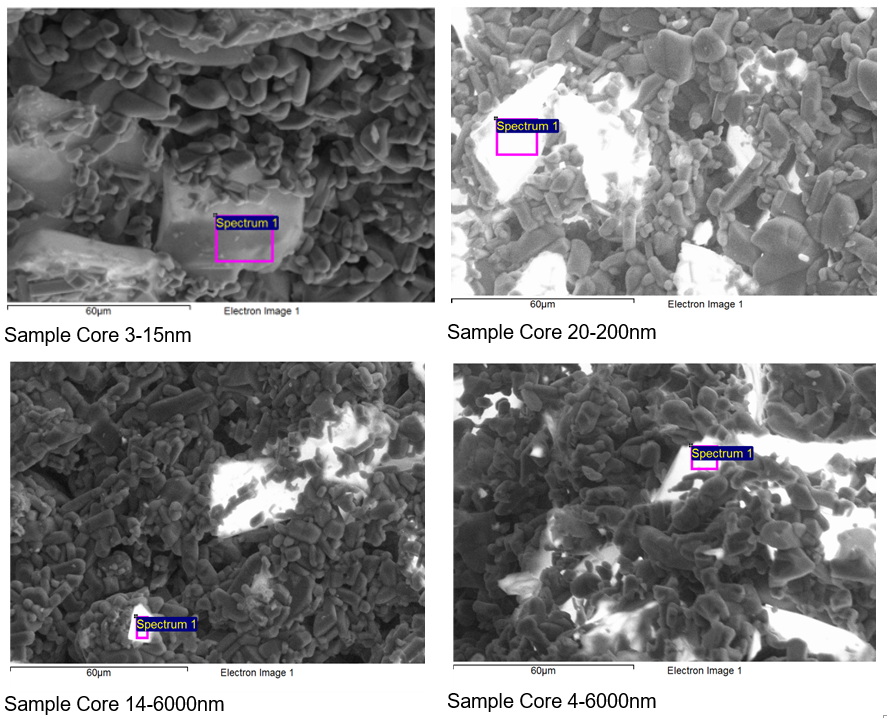 Spectrum 1
Spectrum 1
60µm Electron Image 1
60µm Electron Image 1
Sample Core 3-15nm
Sample Core 20-200nm
Spectrum 1
Spectrum 1
60µm Electron Image 1
60µm Electron Image 1
Sample Core 14-6000nm
Sample Core 4-6000nm